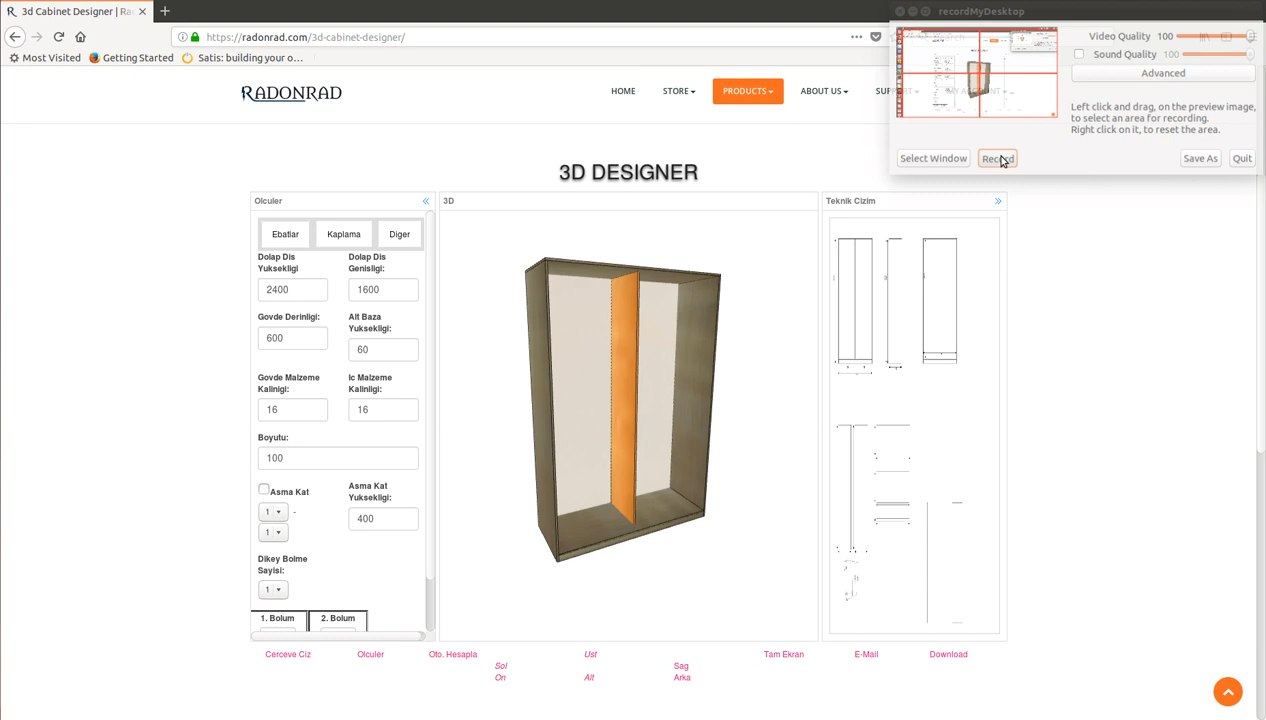 3d Cabinet Designer | Ra
recordMyDesktop
https://radonrad.com/3d-cabinet-designer/
Most Visited
Getting Started
Satis: building your o…
Video Quality 100
Sound Quality 100
Advanced
Left click and drag, on the preview image,
to select an area for recording.
Right click on it, to reset the area.
Select Window
Record
Save As
Quit
RADONRAD
HOME
STORE
PRODUCTS
ABOUT US
3D DESIGNER
Olculer
3D
Teknik Cizim
Ebatlar
Kaplama
Diger
Dolap Dis
Yuksekligi
Dolap Dis
Genisligi:
2400
1600
Govde Derinligi:
Alt Baza
Yuksekligi:
600
60
Govde Malzeme
Kalinigi:
Ic Malzeme
Kalinligi:
16
16
Boyutu:
100
Asma Kat
Asma Kat
Yuksekligi:
1
-
1
400
Dikey Bolme
Sayisi:
1
1. Bolum
2. Bolum
Cerceve Ciz
Olculer
Oto. Hesapla
Ust
Tam Ekran
E-Mail
Download
Sol
Sag
On
Alt
Arka